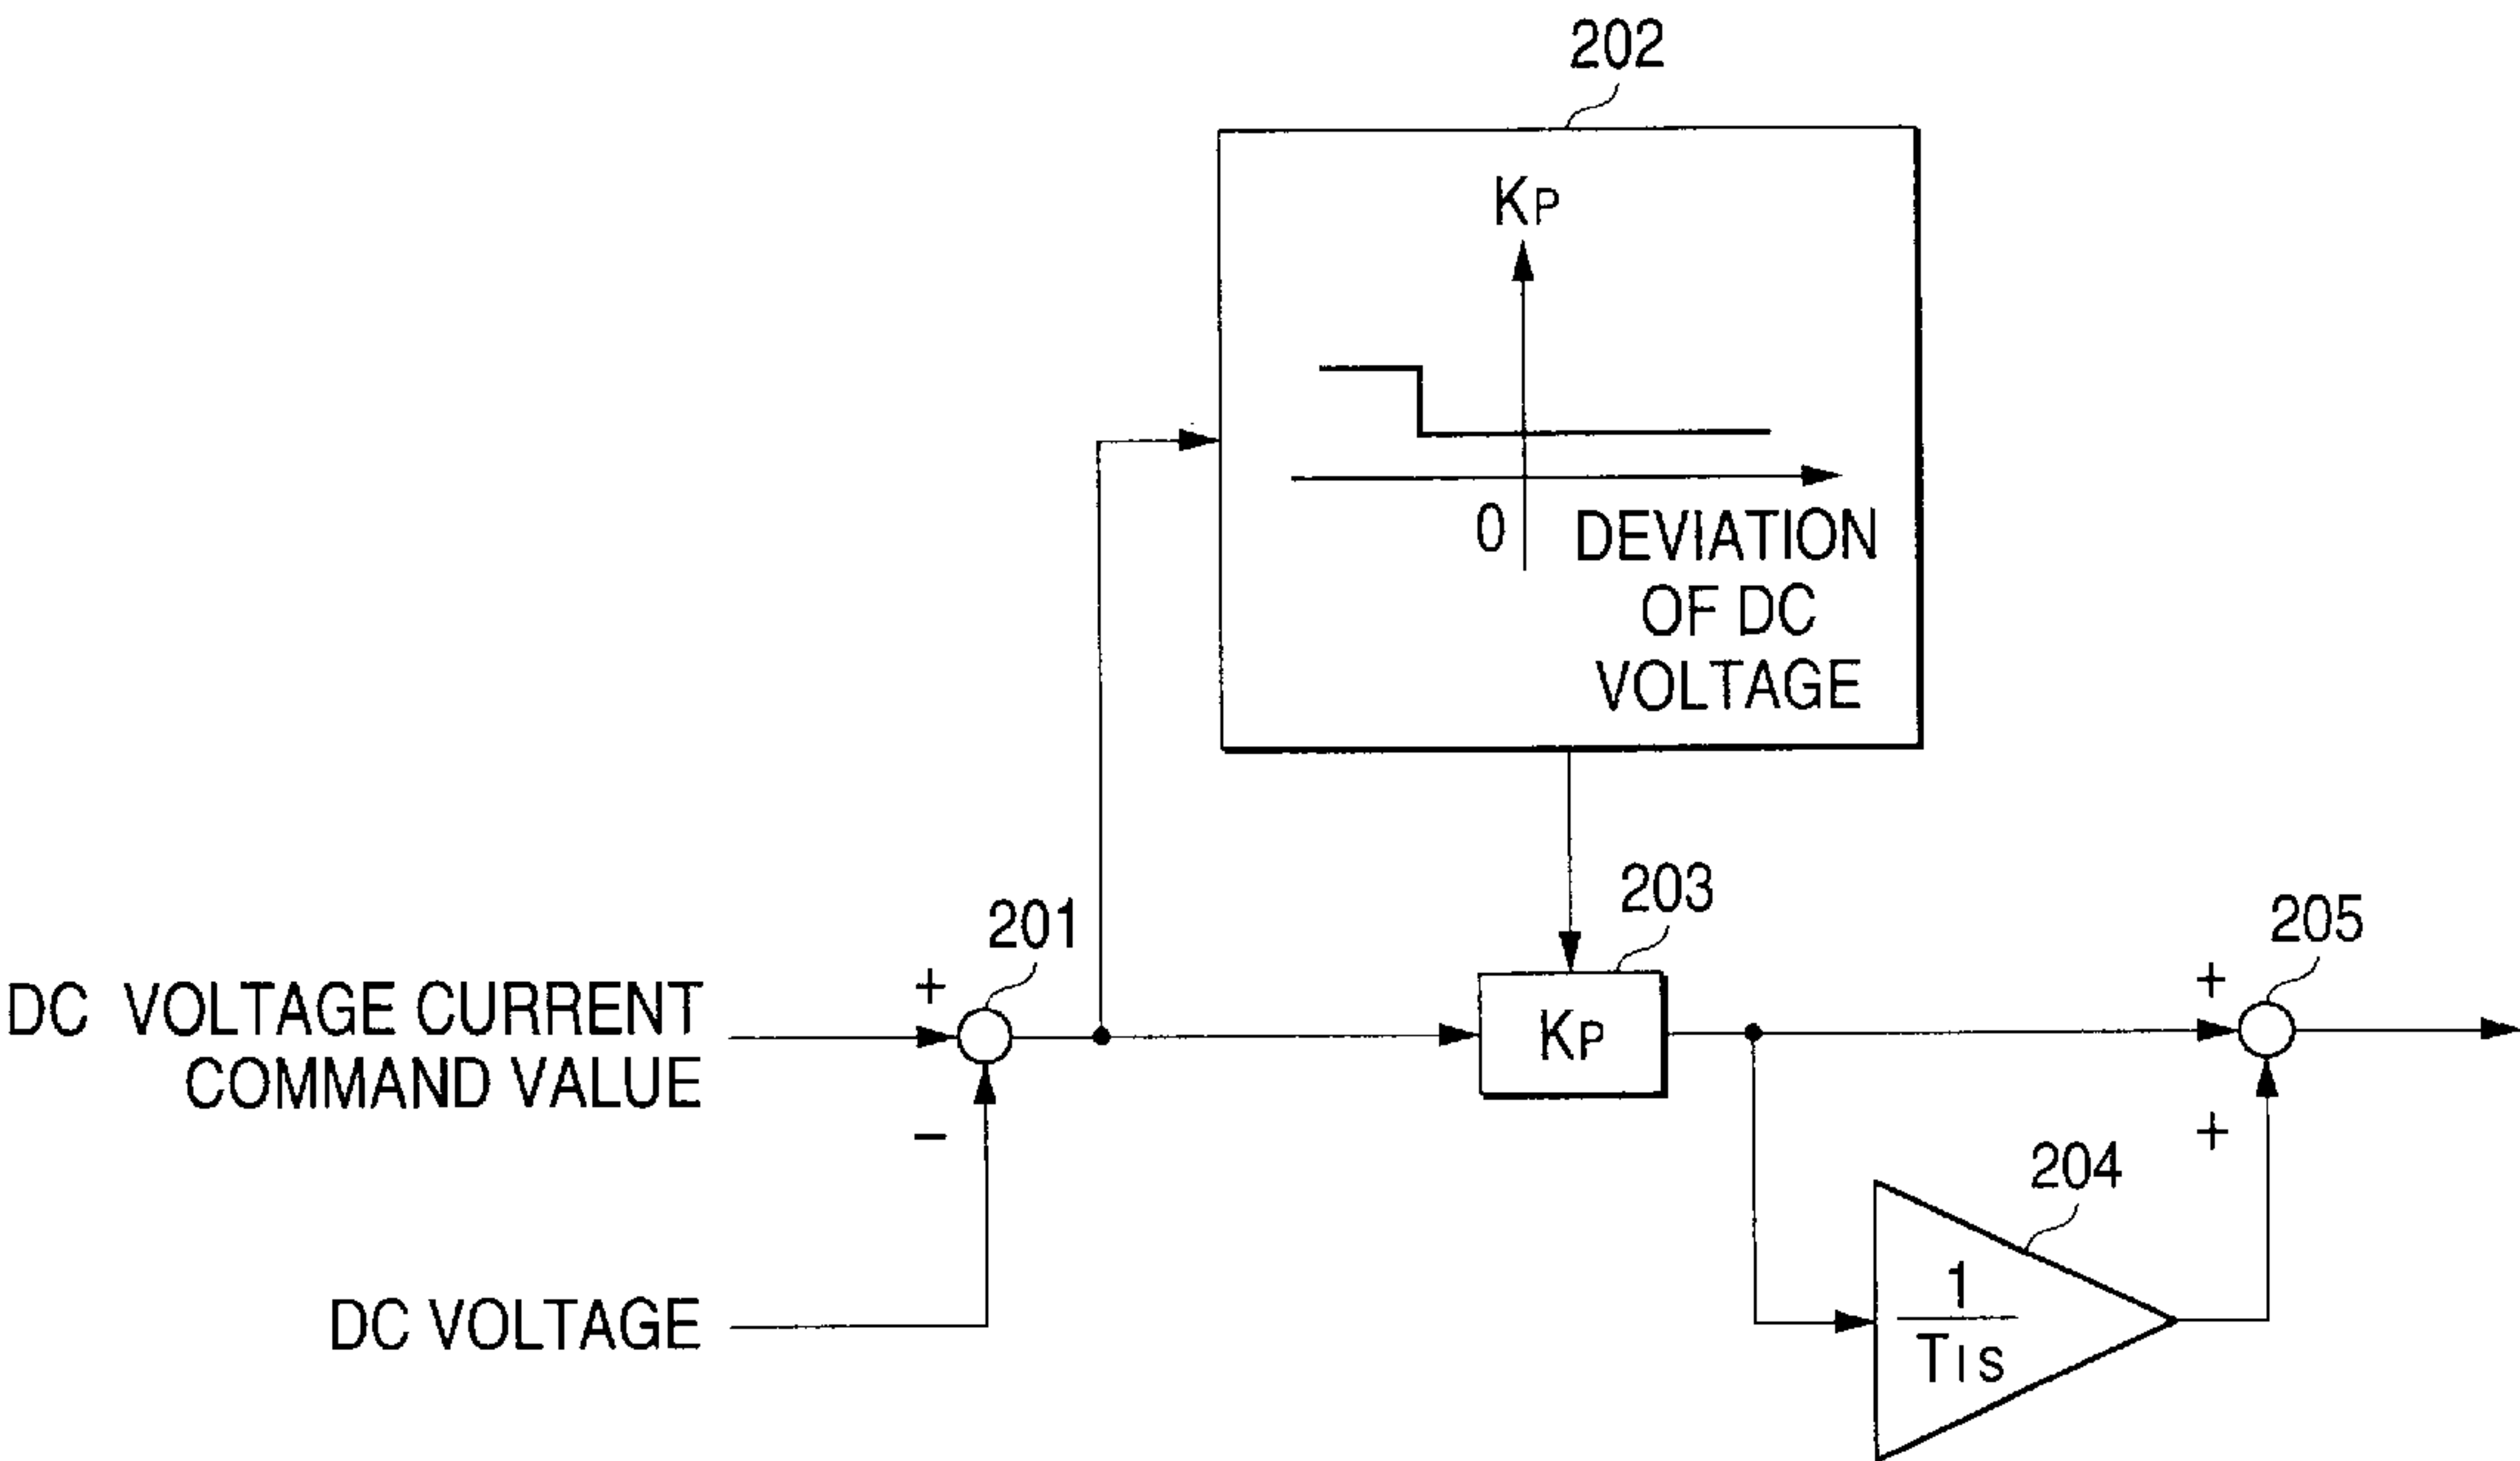 202
KP
0
DEVIATION
OF DC
VOLTAGE
203
201
205
+
+
DC VOLTAGE CURRENT
COMMAND VALUE
KP
−
+
204
1
TIS
DC VOLTAGE